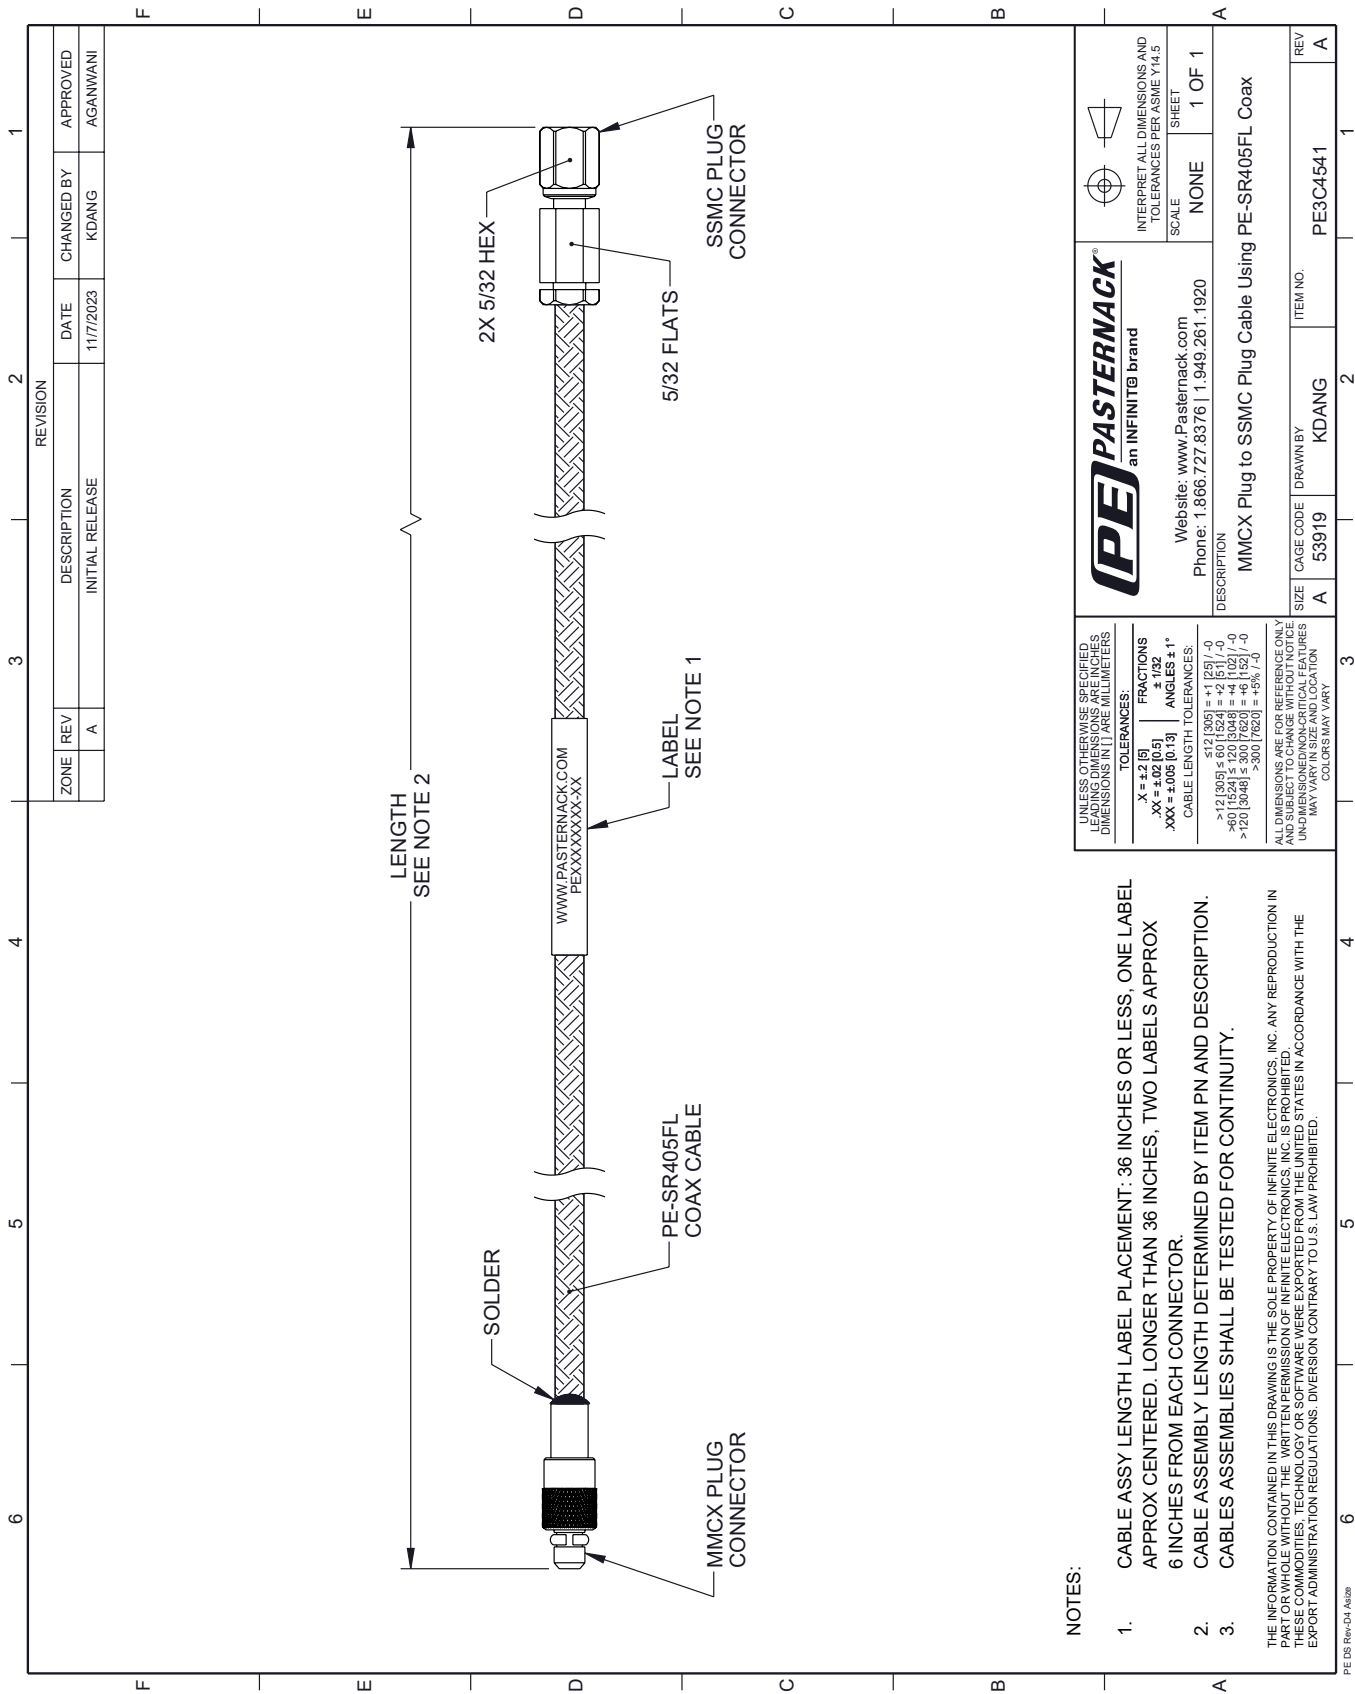 6
5
4
3
2
1
F
E
D
C
B
A
REVISION
ZONE
REV
DESCRIPTION
DATE
CHANGED BY
APPROVED
A
INITIAL RELEASE
11/7/2023
KDANG
AGANWANI
LENGTH
SEE NOTE 2
SOLDER
2X 5/32 HEX
WWW.PASTERNACK.COM
PEXXXXXXXXX-XX
MMCX PLUG
CONNECTOR
PE-SR405FL
COAX CABLE
LABEL
SEE NOTE 1
5/32 FLATS
SSMC PLUG
CONNECTOR
NOTES:
1. CABLE ASSY LENGTH LABEL PLACEMENT: 36 INCHES OR LESS, ONE LABEL
APPROX CENTERED. LONGER THAN 36 INCHES, TWO LABELS APPROX
6 INCHES FROM EACH CONNECTOR.
2. CABLE ASSEMBLY LENGTH DETERMINED BY ITEM PN AND DESCRIPTION.
3. CABLES ASSEMBLIES SHALL BE TESTED FOR CONTINUITY.
THE INFORMATION CONTAINED IN THIS DRAWING IS THE SOLE PROPERTY OF INFINITE ELECTRONICS, INC. ANY REPRODUCTION IN
PART OR WHOLE WITHOUT THE WRITTEN PERMISSION OF INFINITE ELECTRONICS, INC. IS PROHIBITED.
THESE COMMODITIES, TECHNOLOGY OR SOFTWARE WERE EXPORTED FROM THE UNITED STATES IN ACCORDANCE WITH THE
EXPORT ADMINISTRATION REGULATIONS. DIVERSION CONTRARY TO U.S. LAW PROHIBITED.
UNLESS OTHERWISE SPECIFIED
LEADING DIMENSIONS ARE INCHES
DIMENSIONS IN [ ] ARE MILLIMETERS
TOLERANCES:
.X = ±.2 [5]
.XX = ±.02 [0.5]
.XXX = ±.005 [0.13]
FRACTIONS
± 1/32
ANGLES ± 1°
CABLE LENGTH TOLERANCES:
≤12 [305] = +1 [25] / -0
>12 [305] ≤ 60 [1524] = +2 [51] / -0
>60 [1524] ≤ 120 [3048] = +4 [102] / -0
>120 [3048] ≤ 300 [7620] = +6 [152] / -0
>300 [7620] = +5% / -0
ALL DIMENSIONS ARE FOR REFERENCE ONLY
AND SUBJECT TO CHANGE WITHOUT NOTICE.
UN-DIMENSIONED/NON-CRITICAL FEATURES
MAY VARY IN SIZE AND LOCATION
COLORS MAY VARY
PE PASTERNACK®
an INFINIT@ brand
Website: www.Pasternack.com
Phone: 1.866.727.8376 | 1.949.261.1920
INTERPRET ALL DIMENSIONS AND
TOLERANCES PER ASME Y14.5
SCALE
NONE
SHEET
1 OF 1
DESCRIPTION
MMCX Plug to SSMC Plug Cable Using PE-SR405FL Coax
SIZE
A
CAGE CODE
53919
DRAWN BY
KDANG
ITEM NO.
PE3C4541
REV
A
6
5
4
3
2
1
F
E
D
C
B
A
PE DS Rev-D4 Asize